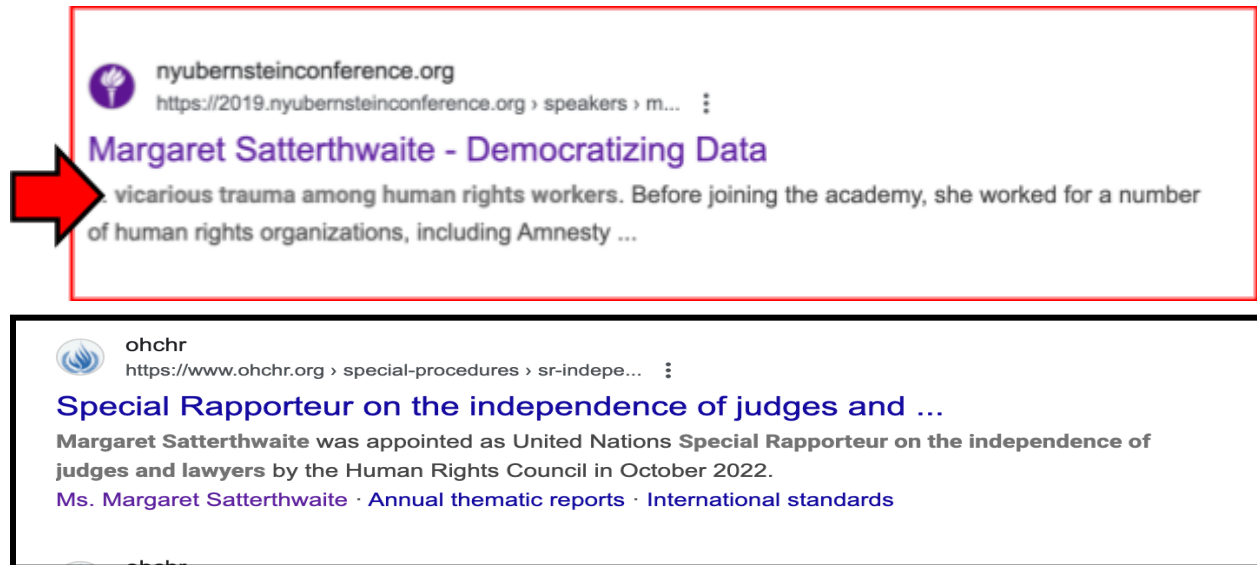 nyubernsteinconference.org
https://2019.nyubernsteinconference.org › speakers › m...
Margaret Satterthwaite - Democratizing Data
. vicarious trauma among human rights workers. Before joining the academy, she worked for a number
of human rights organizations, including Amnesty ...
ohchr
https://www.ohchr.org › special-procedures › sr-indepe...
Special Rapporteur on the independence of judges and ...
Margaret Satterthwaite was appointed as United Nations Special Rapporteur on the independence of
judges and lawyers by the Human Rights Council in October 2022.
Ms. Margaret Satterthwaite · Annual thematic reports · International standards